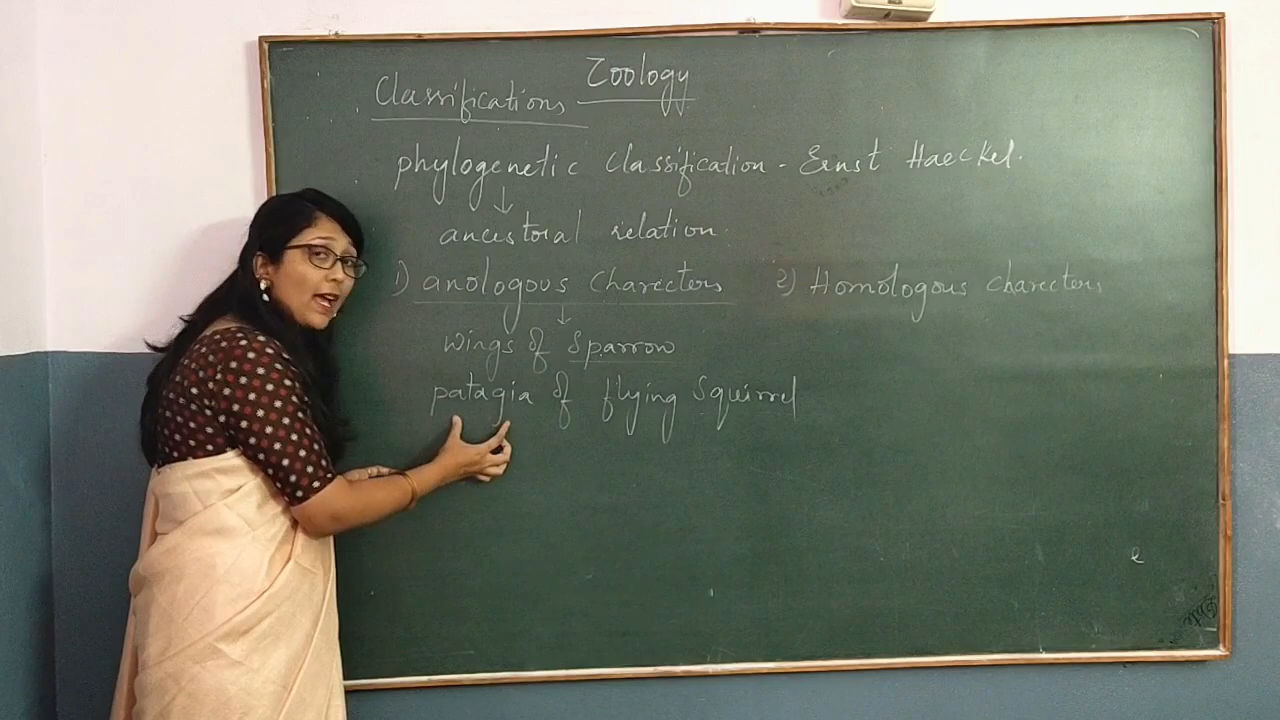 Zoology
Classifications
phylogenetic classification - Ernst Haeckel.
ancestoral relation.
1) anologous charecters
2) Homologous charecters
wings of sparrow
patagia of flying squirrel
e